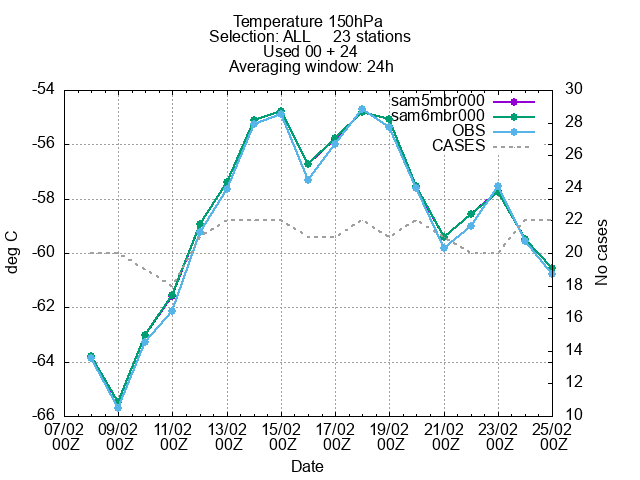 Temperature 150hPa
Selection: ALL 23 stations
Used 00 + 24
Averaging window: 24h
sam5mbr000
sam6mbr000
OBS
CASES
deg C
-54
-56
-58
-60
-62
-64
-66
30
28
26
24
22
20
18
16
14
12
10
No cases
07/02 09/02 11/02 13/02 15/02 17/02 19/02 21/02 23/02 25/02
00Z 00Z 00Z 00Z 00Z 00Z 00Z 00Z 00Z 00Z
Date